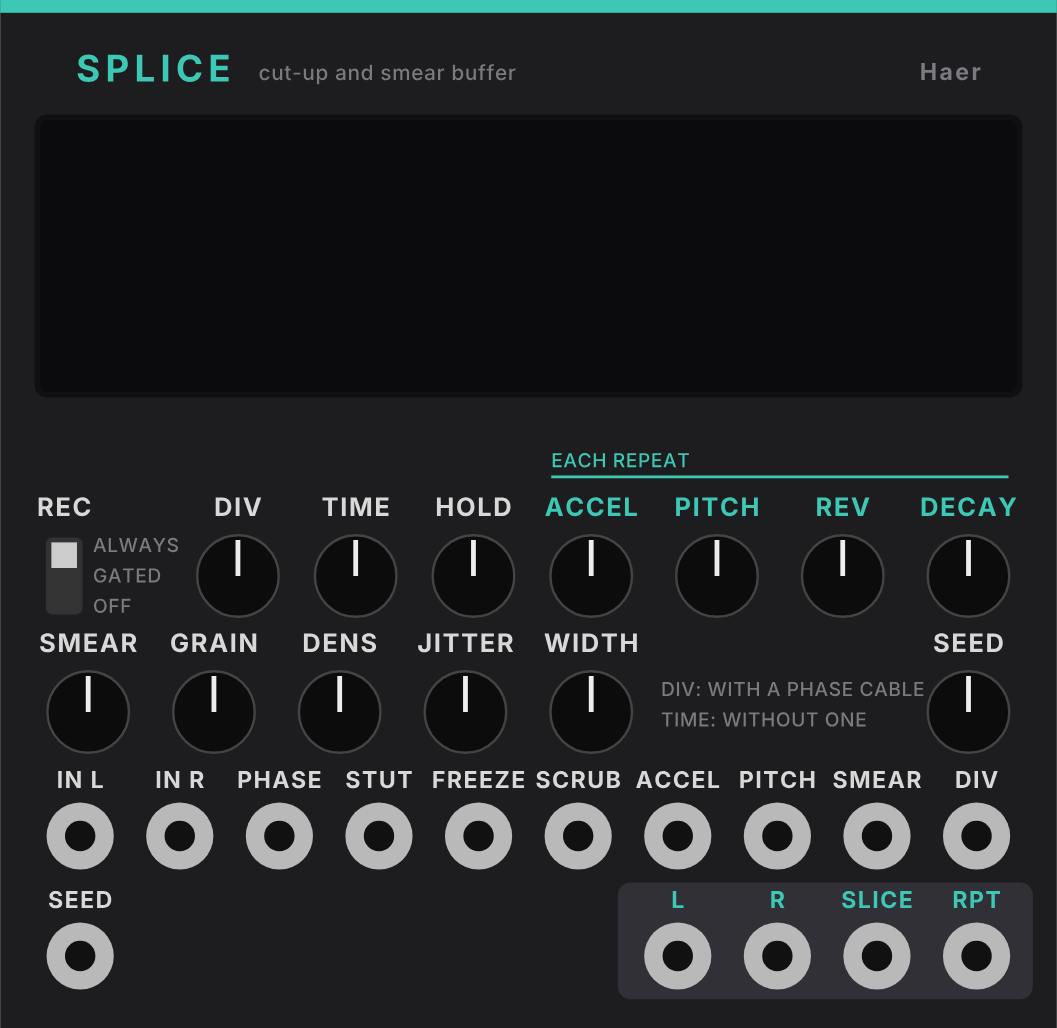 SPLICE cut-up and smear buffer Haer
EACH REPEAT
REC DIV TIME HOLD ACCEL PITCH REV DECAY
ALWAYS
GATED
OFF
SMEAR GRAIN DENS JITTER WIDTH SEED
DIV: WITH A PHASE CABLE
TIME: WITHOUT ONE
IN L IN R PHASE STUT FREEZE SCRUB ACCEL PITCH SMEAR DIV
SEED L R SLICE RPT